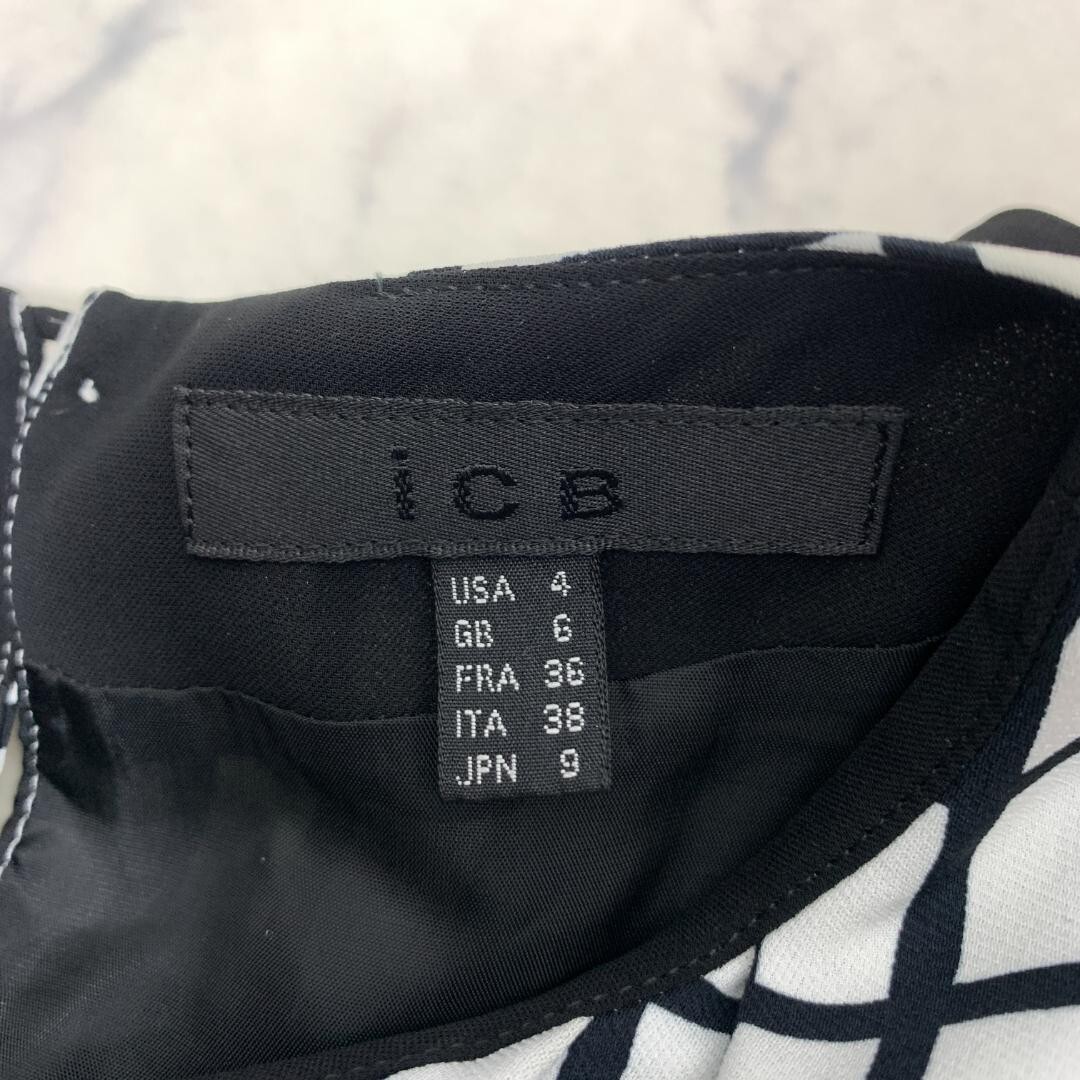 iCB
USA 4
GB 6
FRA 36
ITA 38
JPN 9